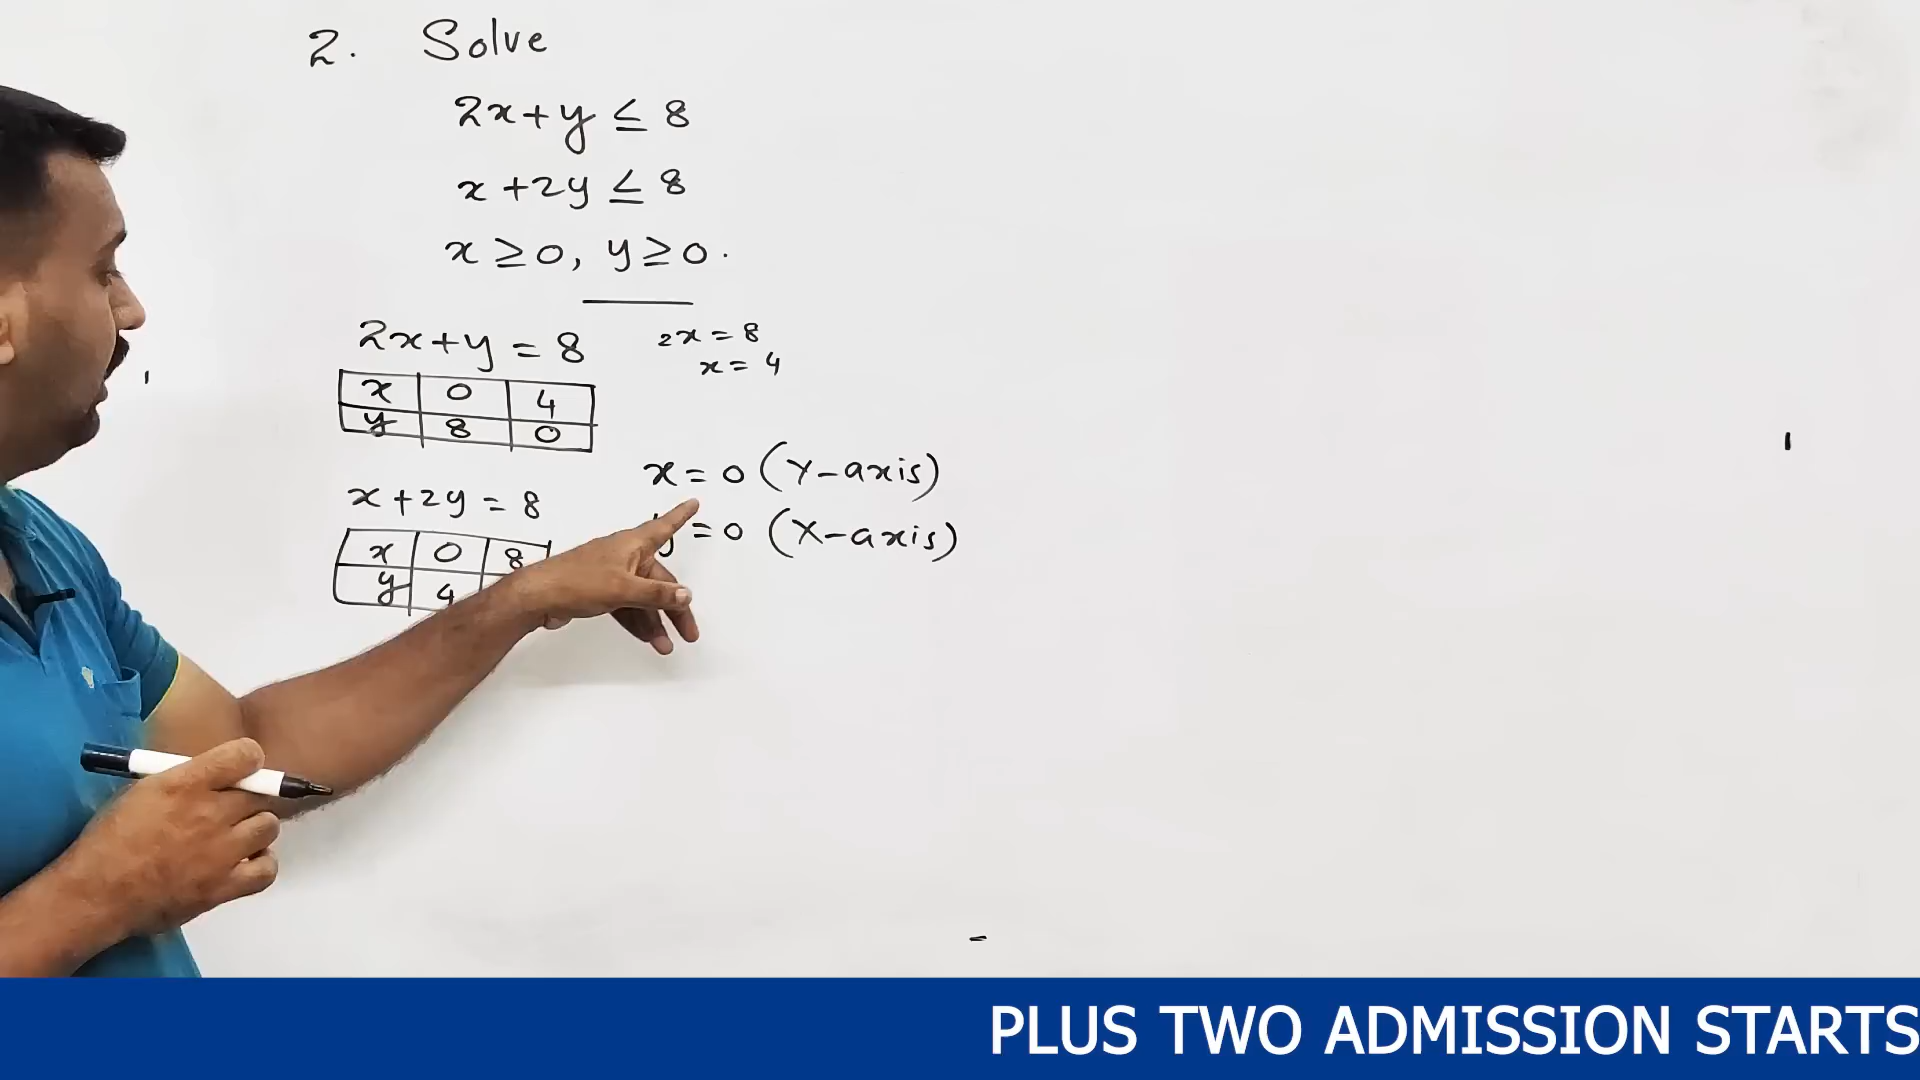 2. Solve
2x + y ≤ 8
x + 2y ≤ 8
x ≥ 0, y ≥ 0.
2x + y = 8
2x = 8
x = 4
x 0 4
y 8 0
x = 0 (Y-axis)
x + 2y = 8
y = 0 (X-axis)
x 0 8
y 4
PLUS TWO ADMISSION STARTS